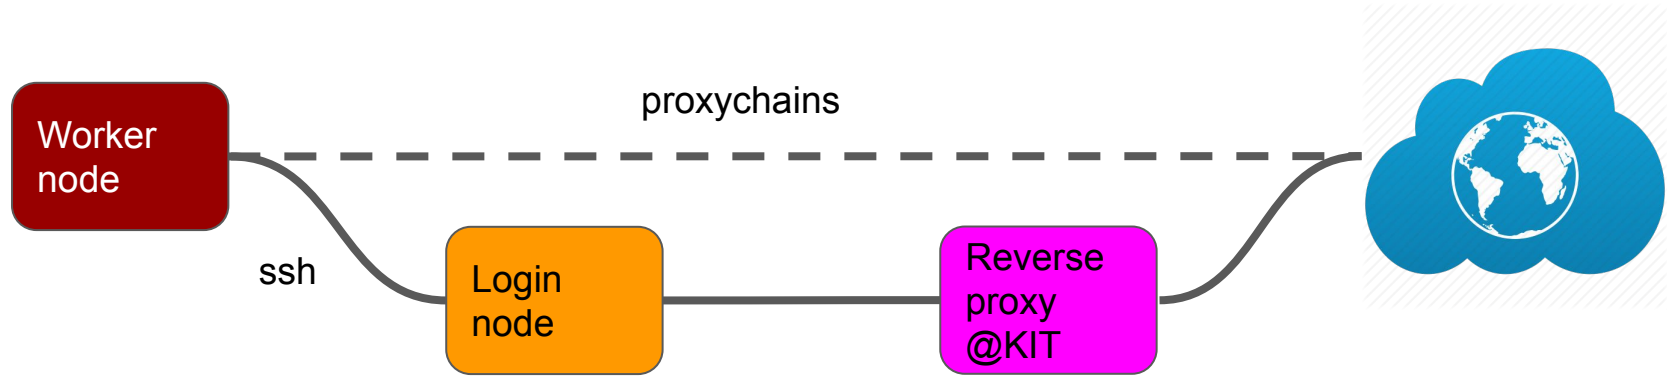 Worker
node
proxychains
ssh
Login
node
Reverse
proxy
@KIT